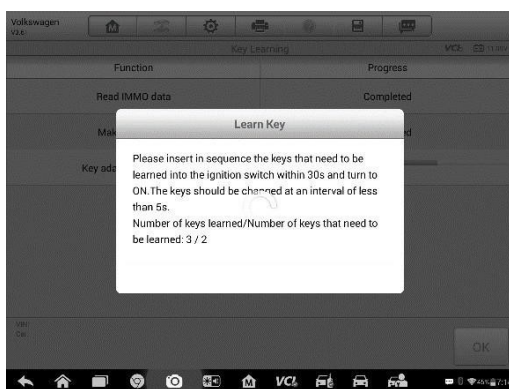 Volkswagen
Key Learning
VCI:
Function
Progress
Read IMMO data
Completed
Learn Key
Key ada
Please insert in sequence the keys that need to be
learned into the ignition switch within 30s and turn to
ON.The keys should be changed at an interval of less
than 5s.
Number of keys learned/Number of keys that need to
be learned: 3 / 2
OK
M
VCI